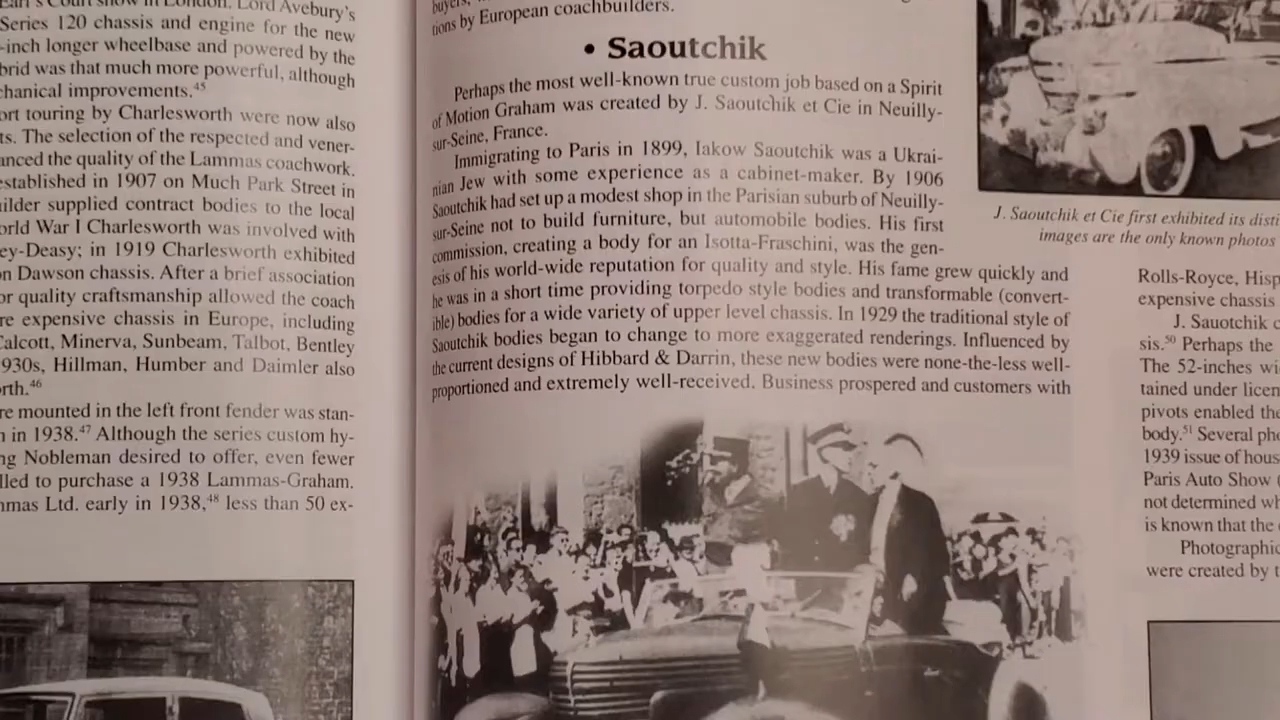 Earl's Court show in London. Lord Avebury's
Series 120 chassis and engine for the new
-inch longer wheelbase and powered by the
brid was that much more powerful, although
chanical improvements.⁴⁵
ort touring by Charlesworth were now also
ts. The selection of the respected and vener-
anced the quality of the Lammas coachwork.
established in 1907 on Much Park Street in
uilder supplied contract bodies to the local
orld War I Charlesworth was involved with
ey-Deasy; in 1919 Charlesworth exhibited
on Dawson chassis. After a brief association
or quality craftsmanship allowed the coach
re expensive chassis in Europe, including
Calcott, Minerva, Sunbeam, Talbot, Bentley
930s, Hillman, Humber and Daimler also
orth.⁴⁶
re mounted in the left front fender was stan-
n in 1938.⁴⁷ Although the series custom hy-
ng Nobleman desired to offer, even fewer
lled to purchase a 1938 Lammas-Graham.
mmas Ltd. early in 1938,⁴⁸ less than 50 ex-
buyers,
tions by European coachbuilders.
• Saoutchik
Perhaps the most well-known true custom job based on a Spirit
of Motion Graham was created by J. Saoutchik et Cie in Neuilly-
sur-Seine, France.
Immigrating to Paris in 1899, Iakow Saoutchik was a Ukrai-
nian Jew with some experience as a cabinet-maker. By 1906
Saoutchik had set up a modest shop in the Parisian suburb of Neuilly-
sur-Seine not to build furniture, but automobile bodies. His first
commission, creating a body for an Isotta-Fraschini, was the gen-
esis of his world-wide reputation for quality and style. His fame grew quickly and
he was in a short time providing torpedo style bodies and transformable (convert-
ible) bodies for a wide variety of upper level chassis. In 1929 the traditional style of
Saoutchik bodies began to change to more exaggerated renderings. Influenced by
the current designs of Hibbard & Darrin, these new bodies were none-the-less well-
proportioned and extremely well-received. Business prospered and customers with
J. Saoutchik et Cie first exhibited its disti
images are the only known photos
Rolls-Royce, Hisp
expensive chassis
J. Sauotchik c
sis.⁵⁰ Perhaps the
The 52-inches wi
tained under licen
pivots enabled the
body.⁵¹ Several pho
1939 issue of hous
Paris Auto Show (
not determined wh
is known that the
Photographic
were created by t